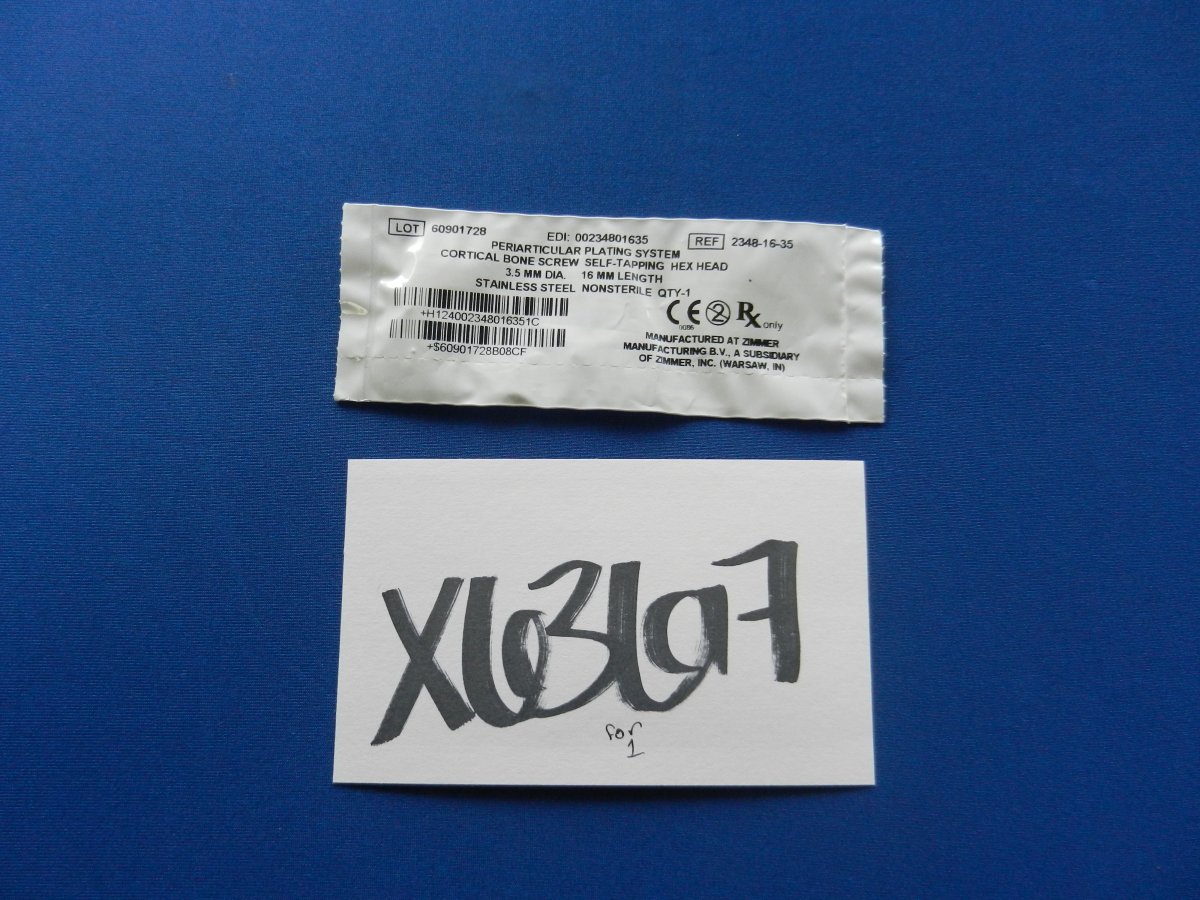 LOT 60901728 EDI: 00234801635 REF 2348-16-35
PERIARTICULAR PLATING SYSTEM
CORTICAL BONE SCREW SELF-TAPPING HEX HEAD
3.5 MM DIA. 16 MM LENGTH
STAINLESS STEEL NONSTERILE QTY-1
+H124002348016351C
+$60901728B08CF
CE 2 Rx only
0086
MANUFACTURED AT ZIMMER
MANUFACTURING B.V., A SUBSIDIARY
OF ZIMMER, INC. (WARSAW, IN)
for
1